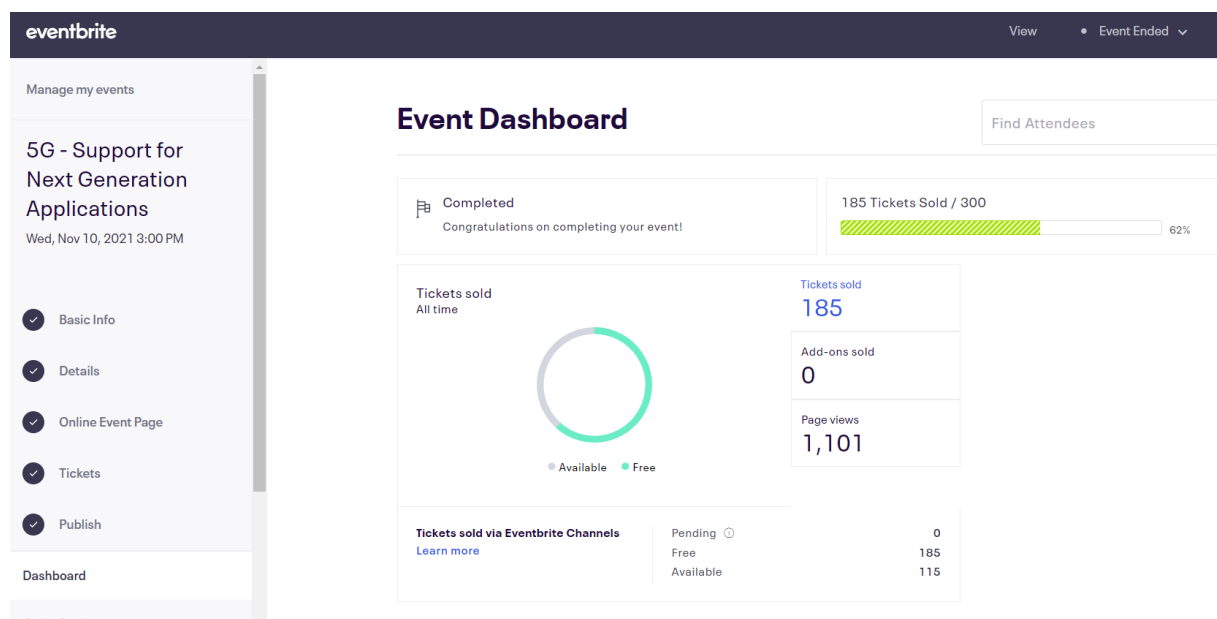 eventbrite
View
Event Ended
Manage my events
5G - Support for
Next Generation
Applications
Wed, Nov 10, 2021 3:00 PM
Basic Info
Details
Online Event Page
Tickets
Publish
Dashboard
Event Dashboard
Find Attendees
Completed
Congratulations on completing your event!
185 Tickets Sold / 300
62%
Tickets sold
All time
Available
Free
Tickets sold
185
Add-ons sold
0
Page views
1,101
Tickets sold via Eventbrite Channels
Learn more
Pending 0
Free 185
Available 115